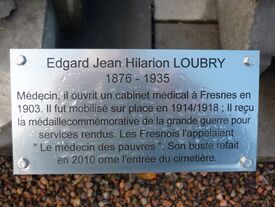 Edgard Jean Hilarion LOUBRY
1876 - 1935
Médecin, il ouvrit un cabinet médical à Fresnes en
1903. Il fut mobilisé sur place en 1914/1918 ; Il reçu
la médaillecommémorative de la grande guerre pour
services rendus. Les Fresnois l'appelaient
" Le médecin des pauvres ". Son buste refait
en 2010 orne l'entrée du cimetière.